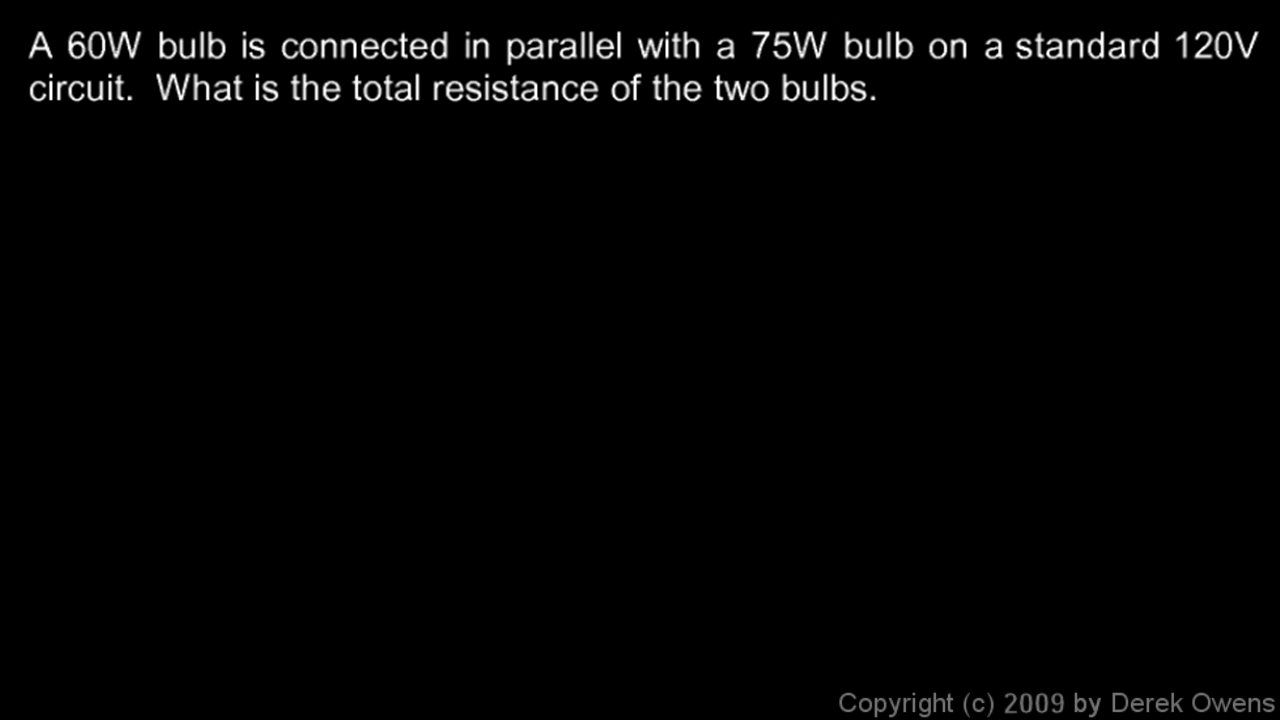 A 60W bulb is connected in parallel with a 75W bulb on a standard 120V
circuit.  What is the total resistance of the two bulbs.
Copyright (c) 2009 by Derek Owens